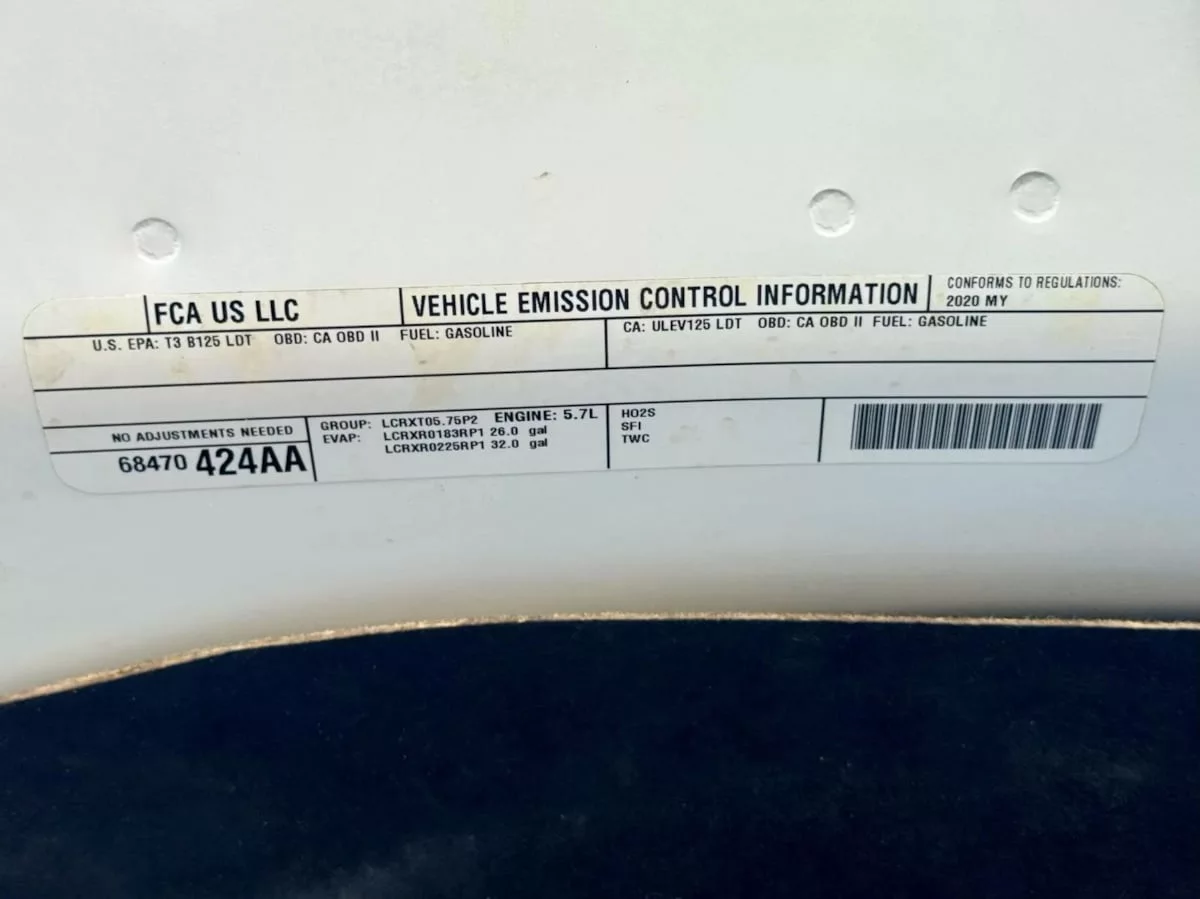 FCA US LLC
VEHICLE EMISSION CONTROL INFORMATION
CONFORMS TO REGULATIONS:
2020 MY
U.S. EPA: T3 B125 LDT OBD: CA OBD II FUEL: GASOLINE
CA: ULEV125 LDT OBD: CA OBD II FUEL: GASOLINE
NO ADJUSTMENTS NEEDED
68470 424AA
GROUP: LCRXT05.75P2 ENGINE: 5.7L
EVAP: LCRXR0183RP1 26.0 gal
LCRXR0225RP1 32.0 gal
HO2S
SFI
TWC